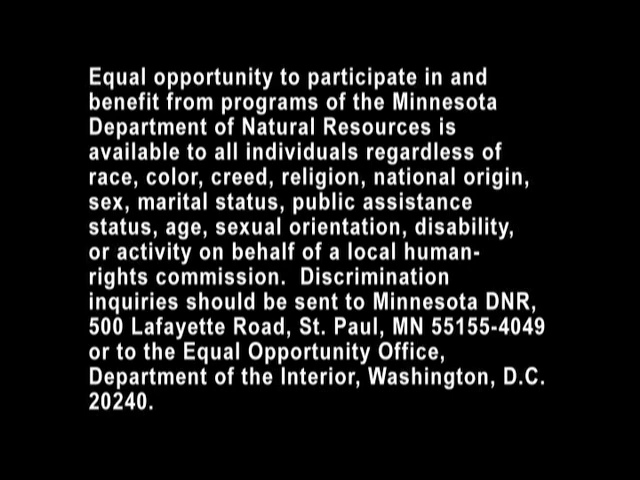 Equal opportunity to participate in and
benefit from programs of the Minnesota
Department of Natural Resources is
available to all individuals regardless of
race, color, creed, religion, national origin,
sex, marital status, public assistance
status, age, sexual orientation, disability,
or activity on behalf of a local human-
rights commission.  Discrimination
inquiries should be sent to Minnesota DNR,
500 Lafayette Road, St. Paul, MN 55155-4049
or to the Equal Opportunity Office,
Department of the Interior, Washington, D.C.
20240.